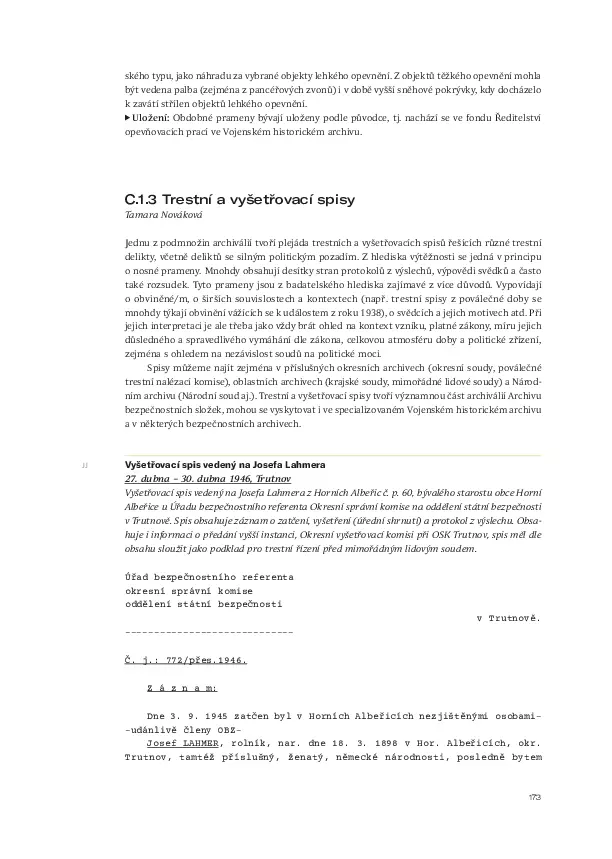 ského typu, jako náhradu za vybrané objekty lehkého opevnění. Z objektů těžkého opevnění mohla
být vedena palba (zejména z pancéřových zvonů) i v době vyšší sněhové pokrývky, kdy docházelo
k zavátí střílen objektů lehkého opevnění.
▶ Uložení: Obdobné prameny bývají uloženy podle původce, tj. nachází se ve fondu Ředitelství
opevňovacích prací ve Vojenském historickém archivu.
C.1.3 Trestní a vyšetřovací spisy
Tamara Nováková
Jednu z podmnožin archiválií tvoří plejáda trestních a vyšetřovacích spisů řešících různé trestní
delikty, včetně deliktů se silným politickým pozadím. Z hlediska výtěžnosti se jedná v principu
o nosné prameny. Mnohdy obsahují desítky stran protokolů z výslechů, výpovědi svědků a často
také rozsudek. Tyto prameny jsou z badatelského hlediska zajímavé z více důvodů. Vypovídají
o obviněné/m, o širších souvislostech a kontextech (např. trestní spisy z poválečné doby se
mnohdy týkají obvinění vážících se k událostem z roku 1938), o svědcích a jejich motivech atd. Při
jejich interpretaci je ale třeba jako vždy brát ohled na kontext vzniku, platné zákony, míru jejich
důsledného a spravedlivého vymáhání dle zákona, celkovou atmosféru doby a politické zřízení,
zejména s ohledem na nezávislost soudů na politické moci.
Spisy můžeme najít zejména v příslušných okresních archivech (okresní soudy, poválečné
trestní nalézací komise), oblastních archivech (krajské soudy, mimořádné lidové soudy) a Národ-
ním archivu (Národní soud aj.). Trestní a vyšetřovací spisy tvoří významnou část archiválií Archivu
bezpečnostních složek, mohou se vyskytovat i ve specializovaném Vojenském historickém archivu
a v některých bezpečnostních archivech.
JJ
Vyšetřovací spis vedený na Josefa Lahmera
27. dubna – 30. dubna 1946, Trutnov
Vyšetřovací spis vedený na Josefa Lahmera z Horních Albeřic č. p. 60, bývalého starostu obce Horní
Albeřice u Úřadu bezpečnostního referenta Okresní správní komise na oddělení státní bezpečnosti
v Trutnově. Spis obsahuje záznam o zatčení, vyšetření (úřední shrnutí) a protokol z výslechu. Obsa-
huje i informaci o předání vyšší instanci, Okresní vyšetřovací komisi při OSK Trutnov, spis měl dle
obsahu sloužit jako podklad pro trestní řízení před mimořádným lidovým soudem.
Úřad bezpečnostního referenta
okresní správní komise
oddělení státní bezpečnosti
v Trutnově.
-----------------------------
Č. j.: 772/přes.1946.
Z á z n a m:
Dne 3. 9. 1945 zatčen byl v Horních Albeřicích nezjištěnými osobami-
-udánlivě členy OBZ-
Josef LAHMER, rolník, nar. dne 18. 3. 1898 v Hor. Albeřicích, okr.
Trutnov, tamtéž příslušný, ženatý, německé národnosti, posledně bytem
173